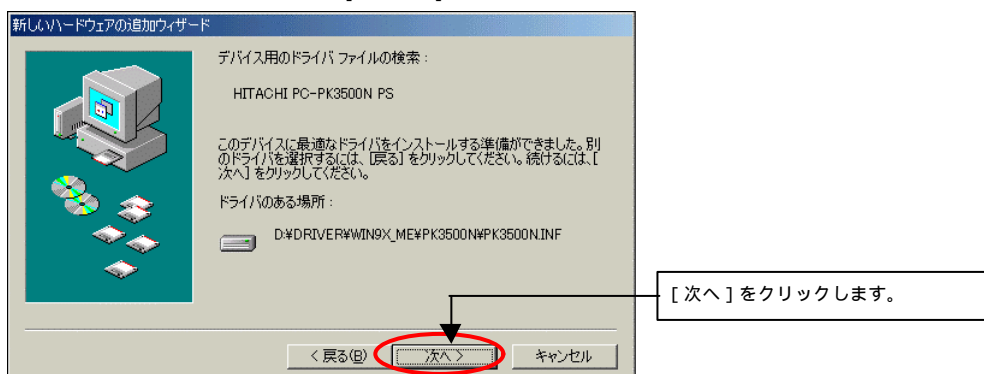 新しいハードウェアの追加ウィザード
デバイス用のドライバ ファイルの検索 :
HITACHI PC-PK3500N PS
このデバイスに最適なドライバをインストールする準備ができました。別
のドライバを選択するには、[戻る] をクリックしてください。続けるには、[
次へ] をクリックしてください。
ドライバのある場所 :
D:¥DRIVER¥WIN9X_ME¥PK3500N¥PK3500N.INF
[ 次へ ] をクリックします。
< 戻る(B) 次へ > キャンセル